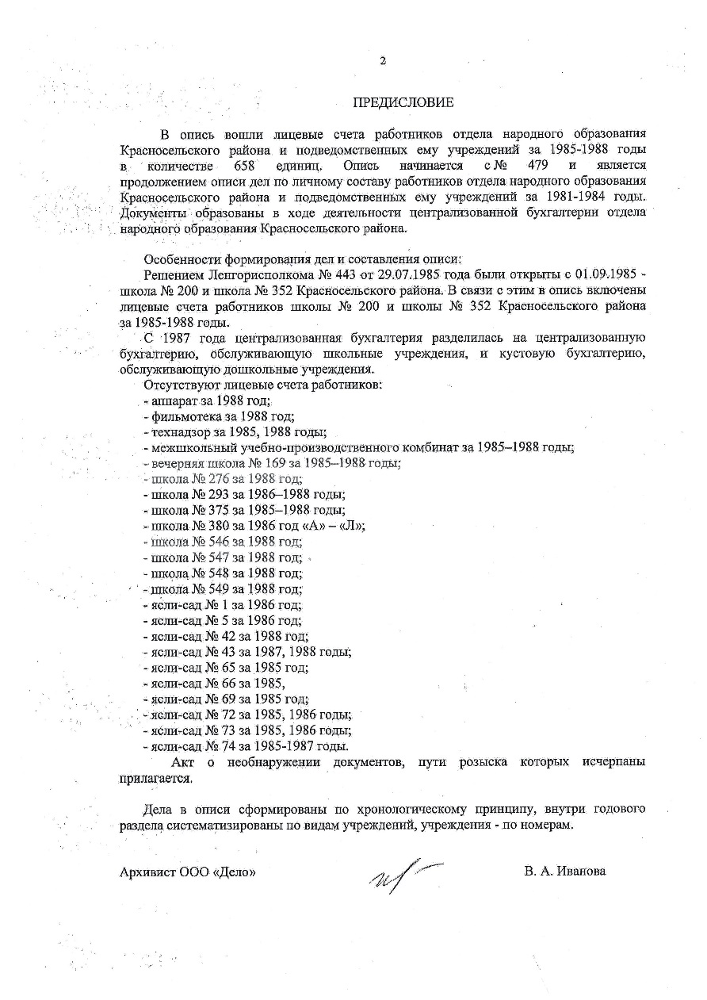 2
ПРЕДИСЛОВИЕ
В опись вошли лицевые счета работников отдела народного образования
Красносельского района и подведомственных ему учреждений за 1985-1988 годы
в количестве 658 единиц. Опись начинается с № 479 и является
продолжением описи дел по личному составу работников отдела народного образования
Красносельского района и подведомственных ему учреждений за 1981-1984 годы.
Документы образованы в ходе деятельности централизованной бухгалтерии отдела
народного образования Красносельского района.
Особенности формирования дел и составления описи:
Решением Ленгорисполкома № 443 от 29.07.1985 года были открыты с 01.09.1985 -
школа № 200 и школа № 352 Красносельского района. В связи с этим в опись включены
лицевые счета работников школы № 200 и школы № 352 Красносельского района
за 1985-1988 годы.
С 1987 года централизованная бухгалтерия разделилась на централизованную
бухгалтерию, обслуживающую школьные учреждения, и кустовую бухгалтерию,
обслуживающую дошкольные учреждения.
Отсутствуют лицевые счета работников:
- аппарат за 1988 год;
- фильмотека за 1988 год;
- технадзор за 1985, 1988 годы;
- межшкольный учебно-производственного комбинат за 1985–1988 годы;
- вечерняя школа № 169 за 1985–1988 годы;
- школа № 276 за 1988 год;
- школа № 293 за 1986–1988 годы;
- школа № 375 за 1985–1988 годы;
- школа № 380 за 1986 год «А» – «Л»;
- школа № 546 за 1988 год;
- школа № 547 за 1988 год;
- школа № 548 за 1988 год;
- школа № 549 за 1988 год;
- ясли-сад № 1 за 1986 год;
- ясли-сад № 5 за 1986 год;
- ясли-сад № 42 за 1988 год;
- ясли-сад № 43 за 1987, 1988 годы;
- ясли-сад № 65 за 1985 год;
- ясли-сад № 66 за 1985,
- ясли-сад № 69 за 1985 год;
- ясли-сад № 72 за 1985, 1986 годы;
- ясли-сад № 73 за 1985, 1986 годы;
- ясли-сад № 74 за 1985-1987 годы.
Акт о необнаружении документов, пути розыска которых исчерпаны
прилагается.
Дела в описи сформированы по хронологическому принципу, внутри годового
раздела систематизированы по видам учреждений, учреждения - по номерам.
Архивист ООО «Дело» В. А. Иванова